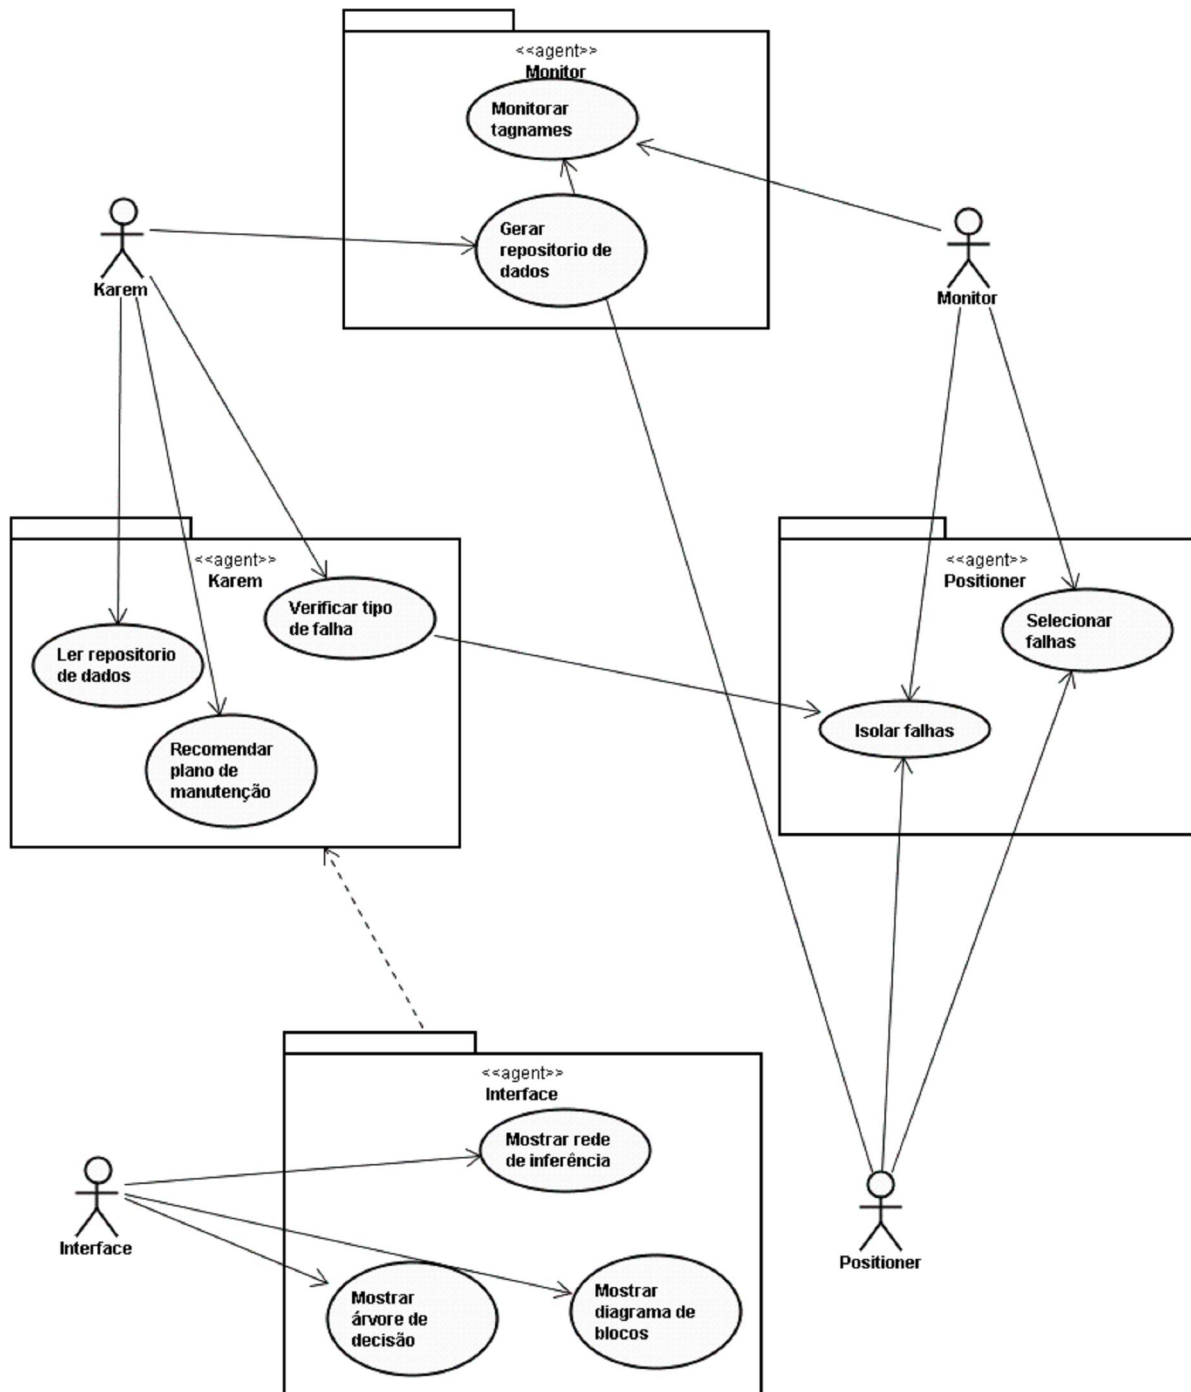 <<agent>>
Monitor
Monitorar
tagnames
Gerar
repositorio de
dados
Karem
Monitor
<<agent>>
Karem
Verificar tipo
de falha
Ler repositorio
de dados
Recomendar
plano de
manutenção
<<agent>>
Positioner
Selecionar
falhas
Isolar falhas
<<agent>>
Interface
Mostrar rede
de inferência
Interface
Mostrar
árvore de
decisão
Mostrar
diagrama de
blocos
Positioner